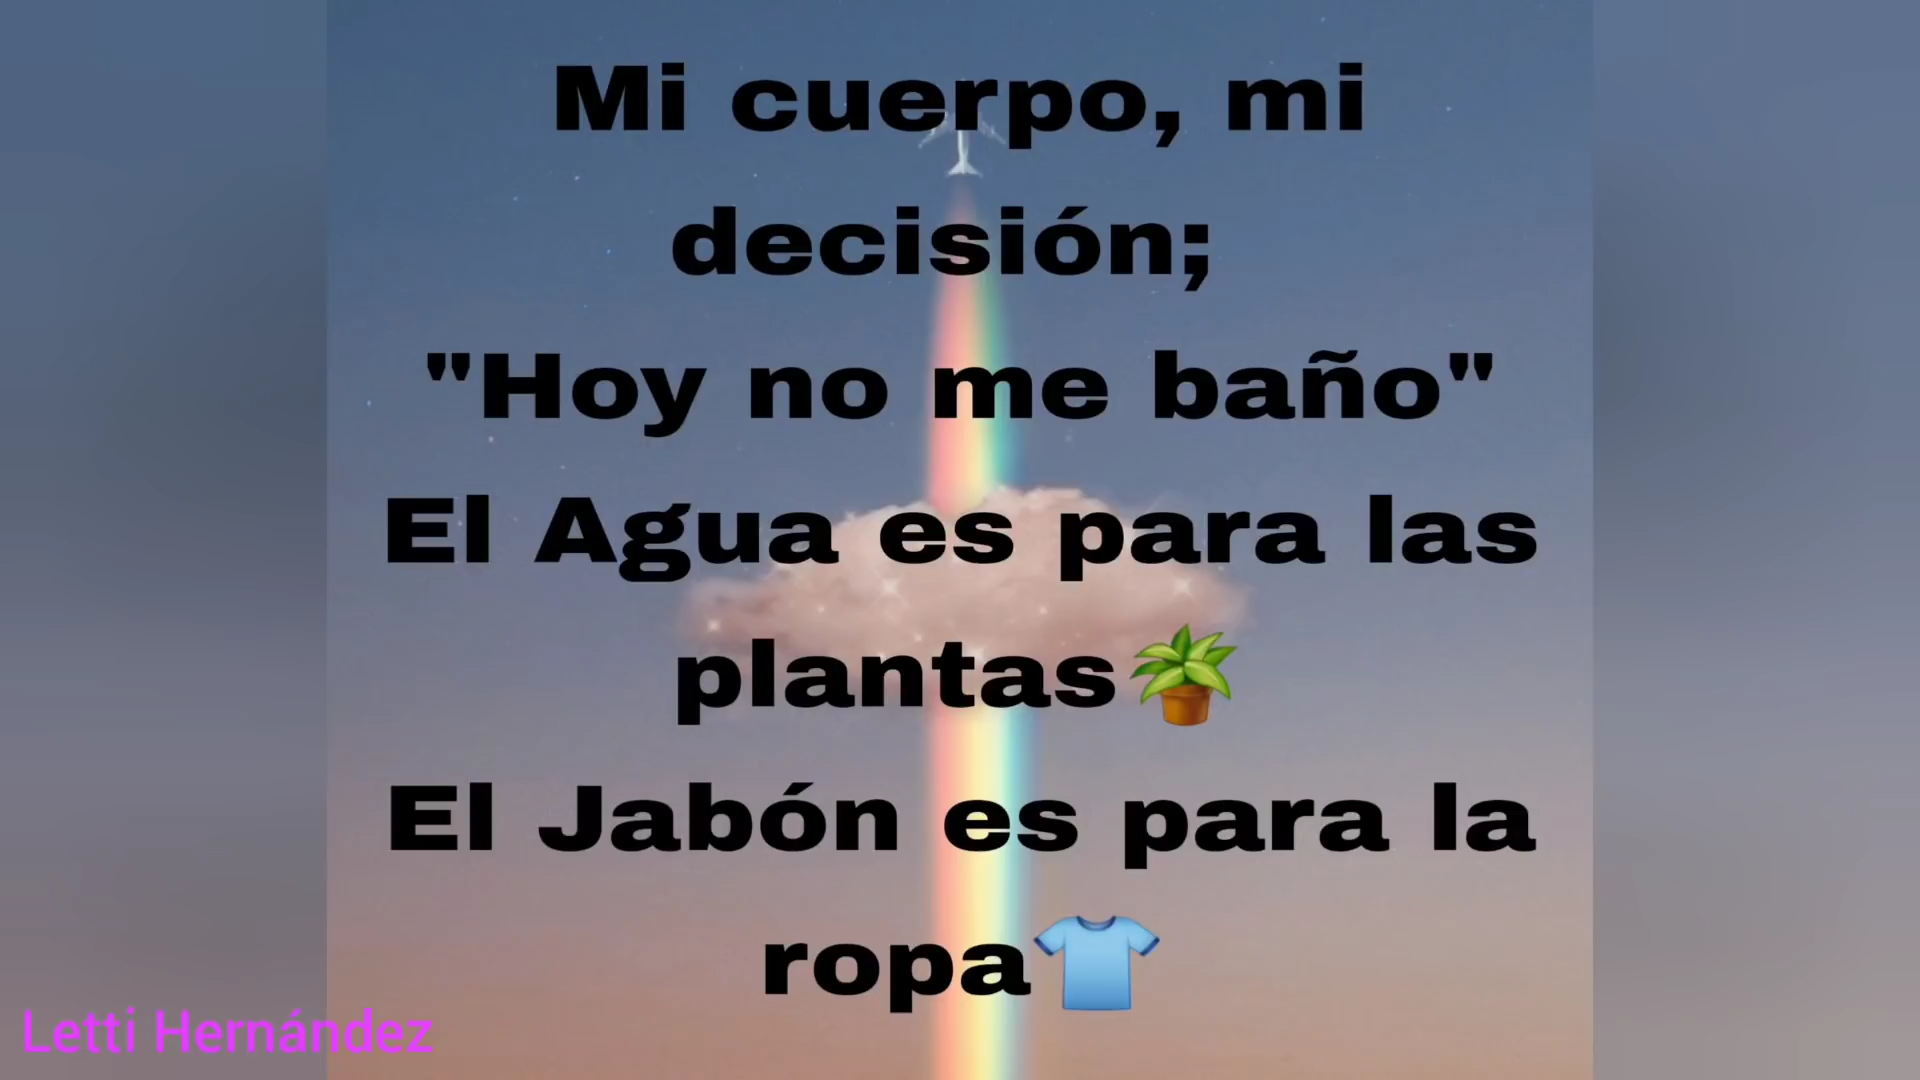 Mi cuerpo, mi
decisión;
"Hoy no me baño"
El Agua es para las
plantas🪴
El Jabón es para la
ropa👕
Letti Hernández